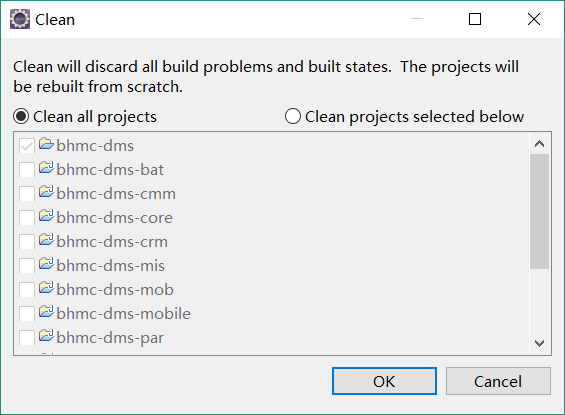 Clean
Clean will discard all build problems and built states.  The projects will
be rebuilt from scratch.
Clean all projects
Clean projects selected below
bhmc-dms
bhmc-dms-bat
bhmc-dms-cmm
bhmc-dms-core
bhmc-dms-crm
bhmc-dms-mis
bhmc-dms-mob
bhmc-dms-mobile
bhmc-dms-par
OK
Cancel